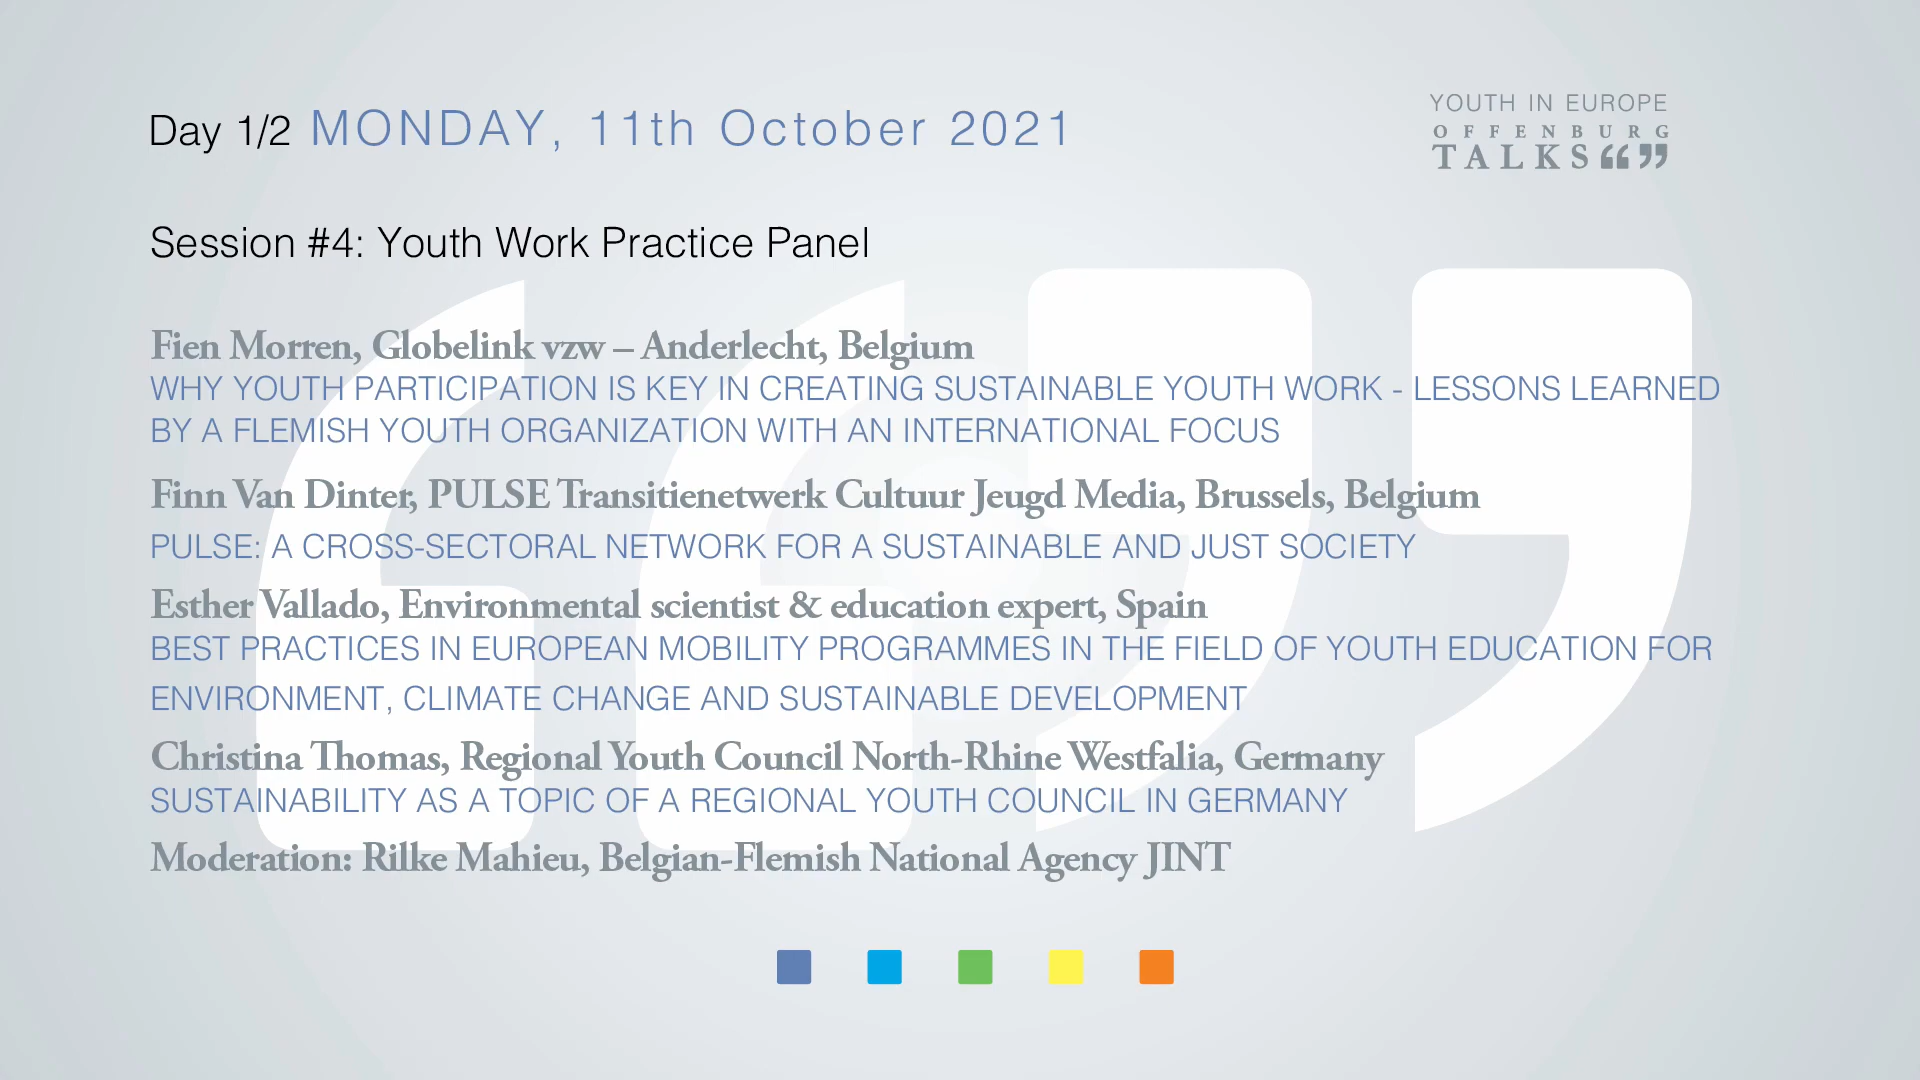 Day 1/2 MONDAY, 11th October 2021
YOUTH IN EUROPE
OFFENBURG
TALKS “”
Session #4: Youth Work Practice Panel
Fien Morren, Globelink vzw – Anderlecht, Belgium
WHY YOUTH PARTICIPATION IS KEY IN CREATING SUSTAINABLE YOUTH WORK - LESSONS LEARNED
BY A FLEMISH YOUTH ORGANIZATION WITH AN INTERNATIONAL FOCUS
Finn Van Dinter, PULSE Transitienetwerk Cultuur Jeugd Media, Brussels, Belgium
PULSE: A CROSS-SECTORAL NETWORK FOR A SUSTAINABLE AND JUST SOCIETY
Esther Vallado, Environmental scientist & education expert, Spain
BEST PRACTICES IN EUROPEAN MOBILITY PROGRAMMES IN THE FIELD OF YOUTH EDUCATION FOR
ENVIRONMENT, CLIMATE CHANGE AND SUSTAINABLE DEVELOPMENT
Christina Thomas, Regional Youth Council North-Rhine Westfalia, Germany
SUSTAINABILITY AS A TOPIC OF A REGIONAL YOUTH COUNCIL IN GERMANY
Moderation: Rilke Mahieu, Belgian-Flemish National Agency JINT